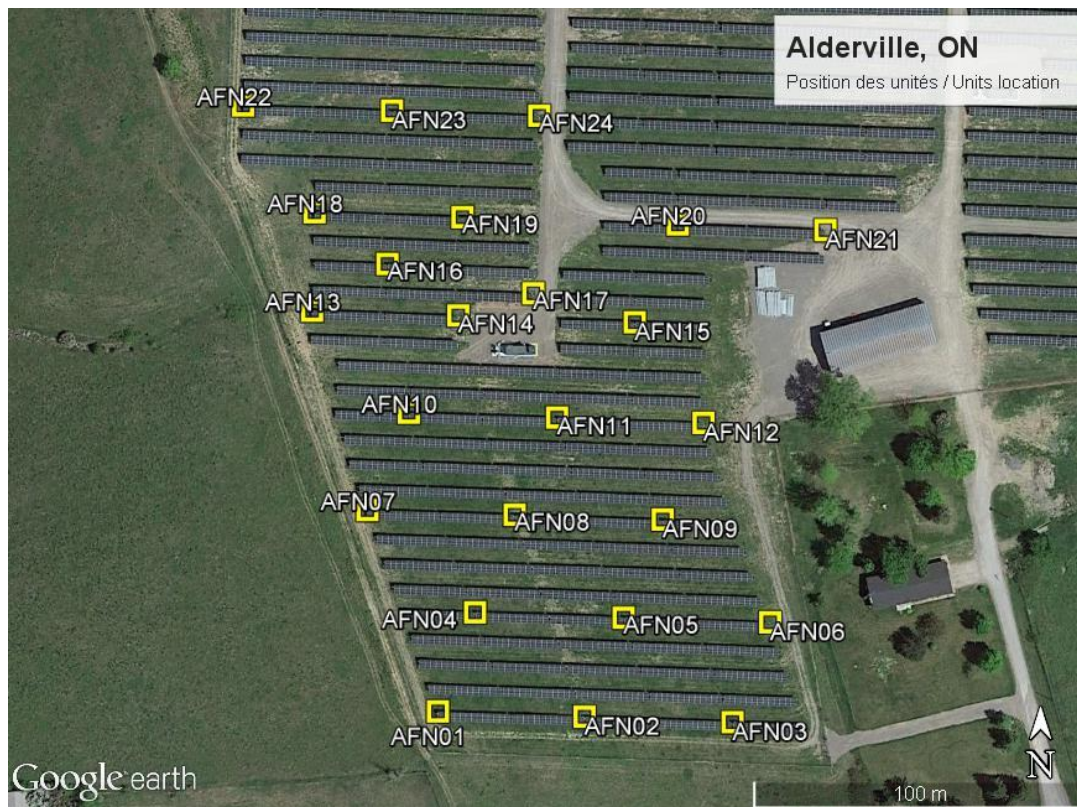 Alderville, ON
Position des unités / Units location
AFN22
AFN23
AFN24
AFN18
AFN19
AFN20
AFN21
AFN16
AFN13
AFN17
AFN14
AFN15
AFN10
AFN11
AFN12
AFN07
AFN08
AFN09
AFN04
AFN05
AFN06
AFN01
AFN02
AFN03
Google earth
100 m
N